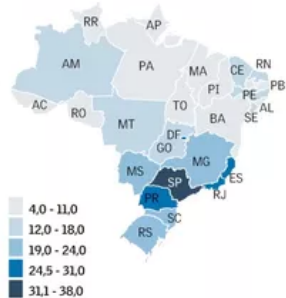 RR
AP
AM
PA
MA
CE
RN
PB
PI
PE
AL
SE
AC
RO
TO
BA
MT
DF
GO
MG
MS
ES
SP
RJ
PR
SC
RS
4,0 - 11,0
12,0 - 18,0
19,0 - 24,0
24,5 - 31,0
31,1 - 38,0